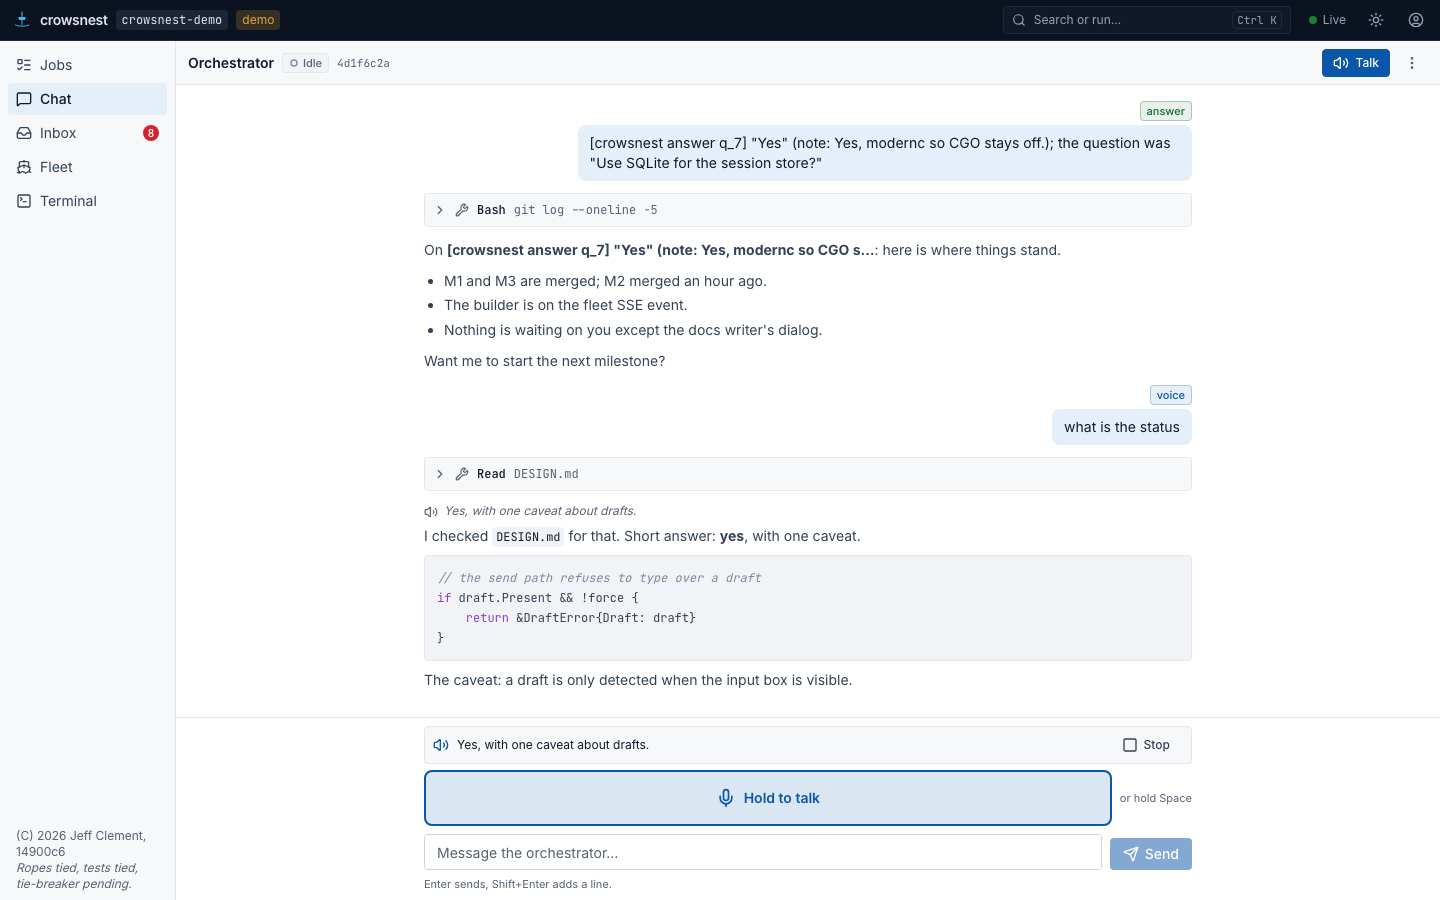 crowsnest crowsnest-demo demo
Search or run... Ctrl K
Live
Jobs
Chat
Inbox 8
Fleet
Terminal
(C) 2026 Jeff Clement,
14900c6
Ropes tied, tests tied,
tie-breaker pending.
Orchestrator Idle 4d1f6c2a
Talk
answer
[crowsnest answer q_7] "Yes" (note: Yes, modernc so CGO stays off.); the question was
"Use SQLite for the session store?"
Bash git log --oneline -5
On [crowsnest answer q_7] "Yes" (note: Yes, modernc so CGO s...: here is where things stand.
• M1 and M3 are merged; M2 merged an hour ago.
• The builder is on the fleet SSE event.
• Nothing is waiting on you except the docs writer's dialog.
Want me to start the next milestone?
voice
what is the status
Read DESIGN.md
Yes, with one caveat about drafts.
I checked DESIGN.md for that. Short answer: yes, with one caveat.
// the send path refuses to type over a draft
if draft.Present && !force {
    return &DraftError{Draft: draft}
}
The caveat: a draft is only detected when the input box is visible.
Yes, with one caveat about drafts.
Stop
Hold to talk
or hold Space
Message the orchestrator...
Send
Enter sends, Shift+Enter adds a line.